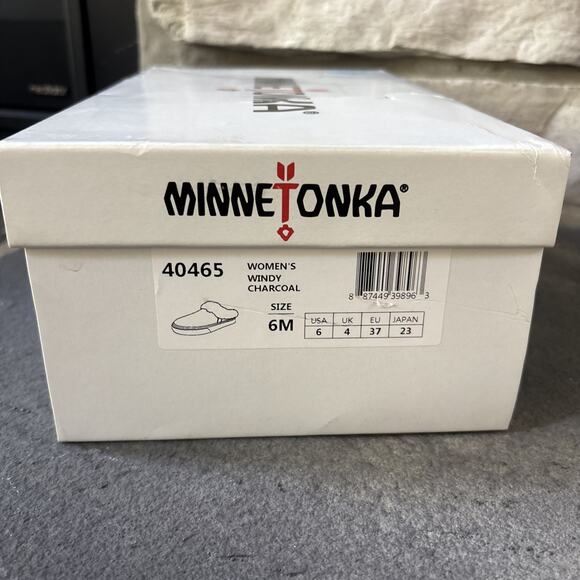 MINNETONKA®
MINNETONKA®
40465
WOMEN'S
WINDY
CHARCOAL
8 87449 39896 3
SIZE
6M
USA UK EU JAPAN
6 4 37 23